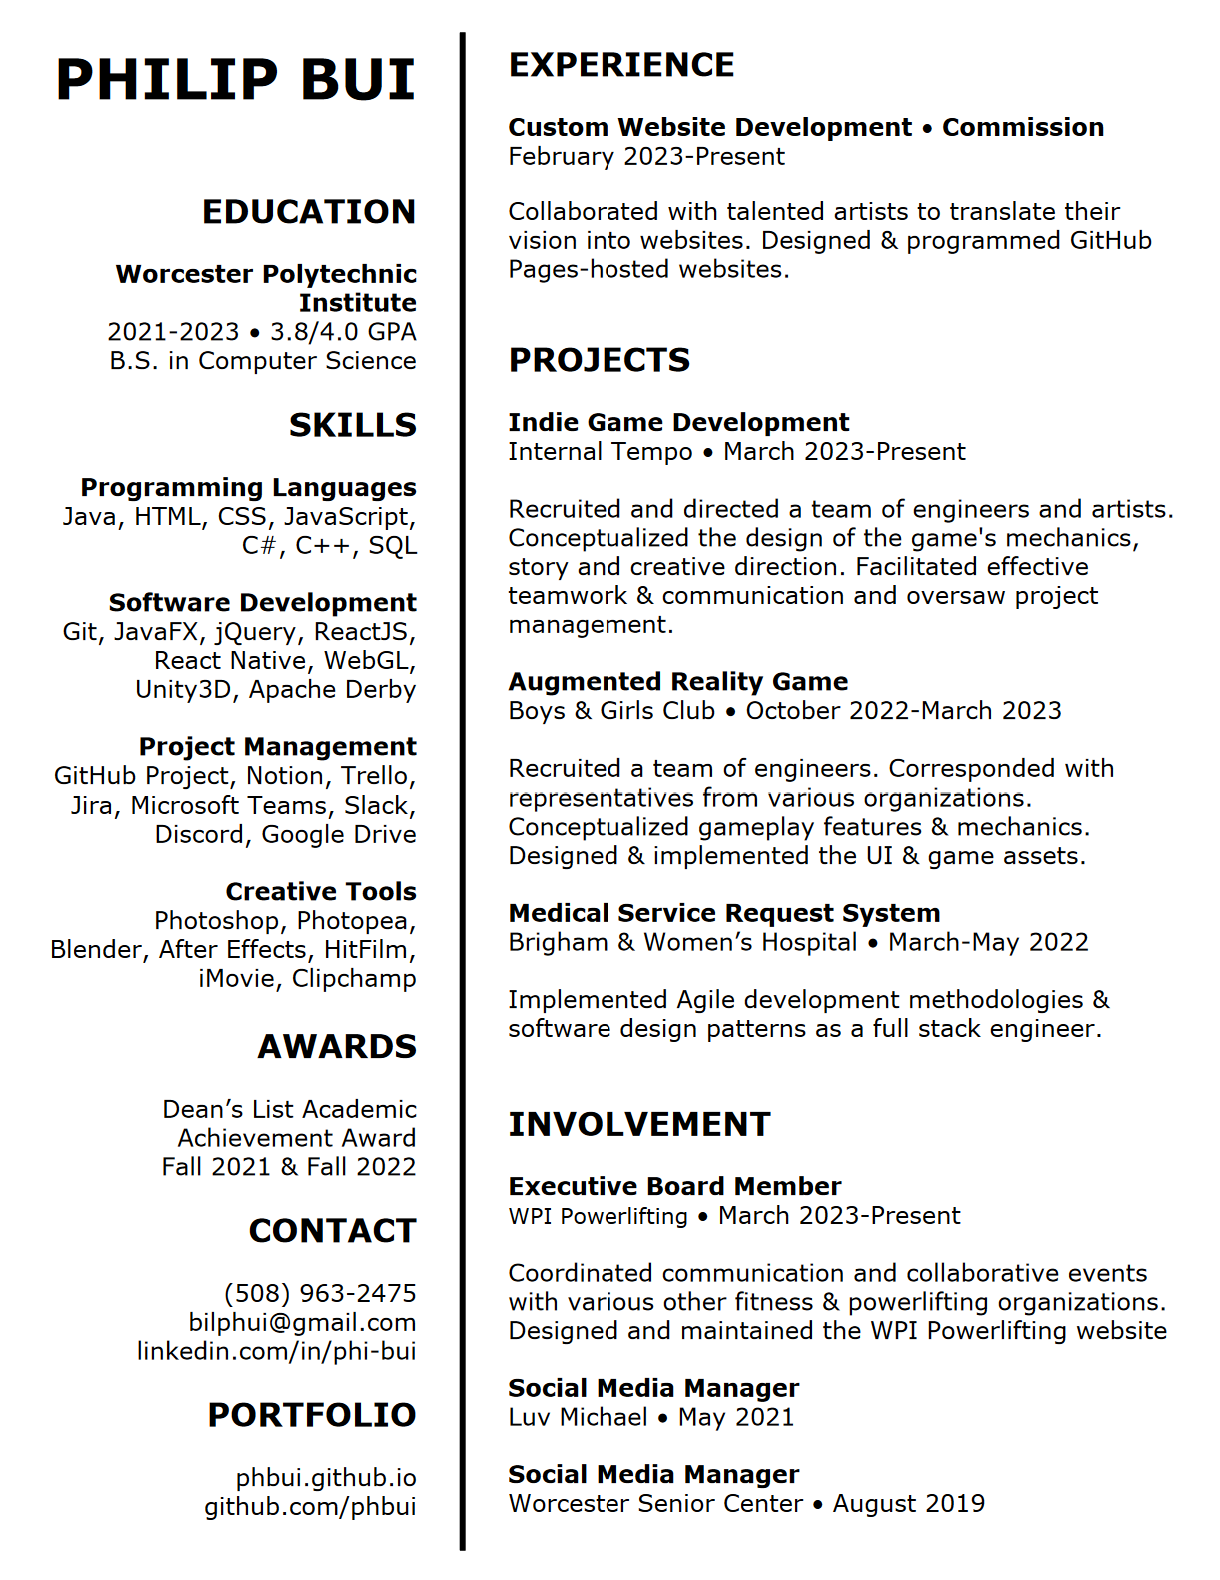 PHILIP BUI
EDUCATION
Worcester Polytechnic
Institute
2021-2023 • 3.8/4.0 GPA
B.S. in Computer Science
SKILLS
Programming Languages
Java, HTML, CSS, JavaScript,
C#, C++, SQL
Software Development
Git, JavaFX, jQuery, ReactJS,
React Native, WebGL,
Unity3D, Apache Derby
Project Management
GitHub Project, Notion, Trello,
Jira, Microsoft Teams, Slack,
Discord, Google Drive
Creative Tools
Photoshop, Photopea,
Blender, After Effects, HitFilm,
iMovie, Clipchamp
AWARDS
Dean’s List Academic
Achievement Award
Fall 2021 & Fall 2022
CONTACT
(508) 963-2475
bilphui@gmail.com
linkedin.com/in/phi-bui
PORTFOLIO
phbui.github.io
github.com/phbui
EXPERIENCE
Custom Website Development • Commission
February 2023-Present
Collaborated with talented artists to translate their
vision into websites. Designed & programmed GitHub
Pages-hosted websites.
PROJECTS
Indie Game Development
Internal Tempo • March 2023-Present
Recruited and directed a team of engineers and artists.
Conceptualized the design of the game's mechanics,
story and creative direction. Facilitated effective
teamwork & communication and oversaw project
management.
Augmented Reality Game
Boys & Girls Club • October 2022-March 2023
Recruited a team of engineers. Corresponded with
representatives from various organizations.
Conceptualized gameplay features & mechanics.
Designed & implemented the UI & game assets.
Medical Service Request System
Brigham & Women’s Hospital • March-May 2022
Implemented Agile development methodologies &
software design patterns as a full stack engineer.
INVOLVEMENT
Executive Board Member
WPI Powerlifting • March 2023-Present
Coordinated communication and collaborative events
with various other fitness & powerlifting organizations.
Designed and maintained the WPI Powerlifting website
Social Media Manager
Luv Michael • May 2021
Social Media Manager
Worcester Senior Center • August 2019